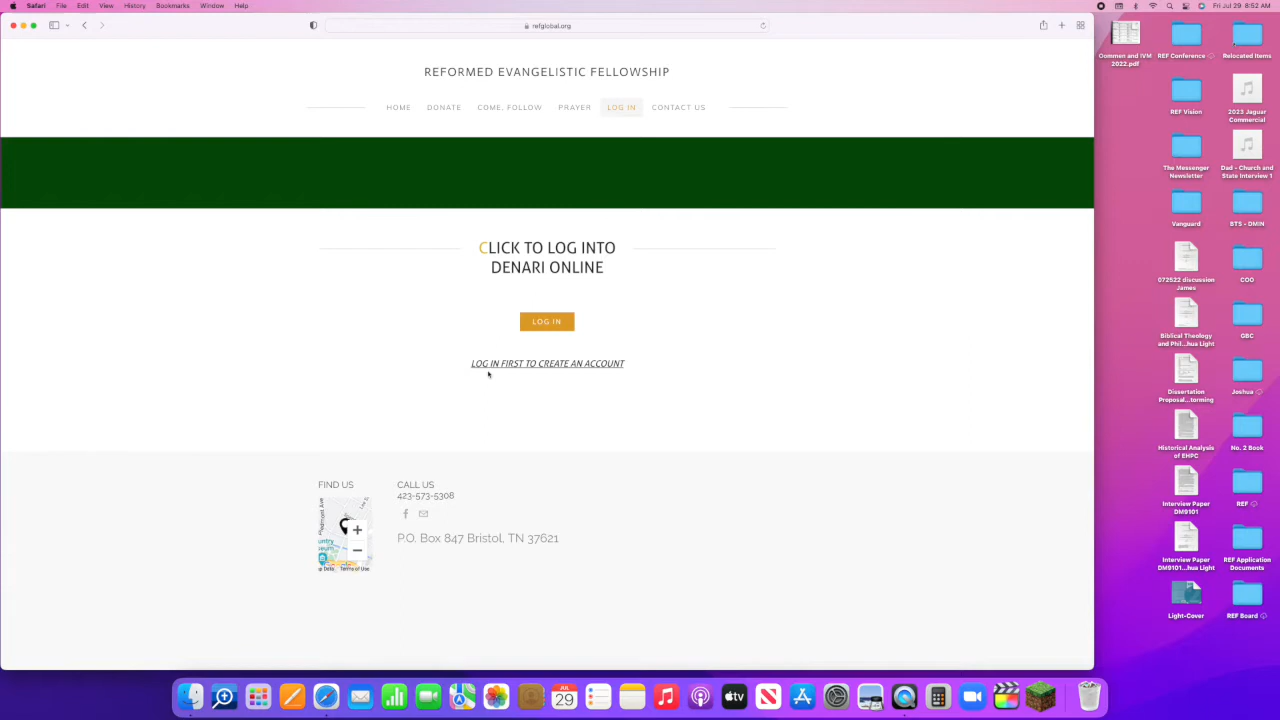 Safari File Edit View History Bookmarks Window Help
Fri Jul 29 8:52 AM
refglobal.org
REFORMED EVANGELISTIC FELLOWSHIP
HOME DONATE COME, FOLLOW PRAYER LOG IN CONTACT US
CLICK TO LOG INTO
DENARI ONLINE
LOG IN
LOG IN FIRST TO CREATE AN ACCOUNT
FIND US
CALL US
423-573-5308
P.O. Box 847 Bristol, TN 37621
+
−
Terms of Use
Oommen and IVM
2022.pdf
REF Conference
Relocated Items
REF Vision
2023 Jaguar
Commercial
The Messenger
Newsletter
Dad - Church and
State Interview 1
Vanguard
BTS - DMIN
072522 discussion
James
COO
Biblical Theology
and Phil...hua Light
GBC
Dissertation
Proposal...torming
Joshua
Historical Analysis
of EHPC
No. 2 Book
Interview Paper
DM9101
REF
Interview Paper
DM9101...hua Light
REF Application
Documents
Light-Cover
REF Board
JUL
29
tv